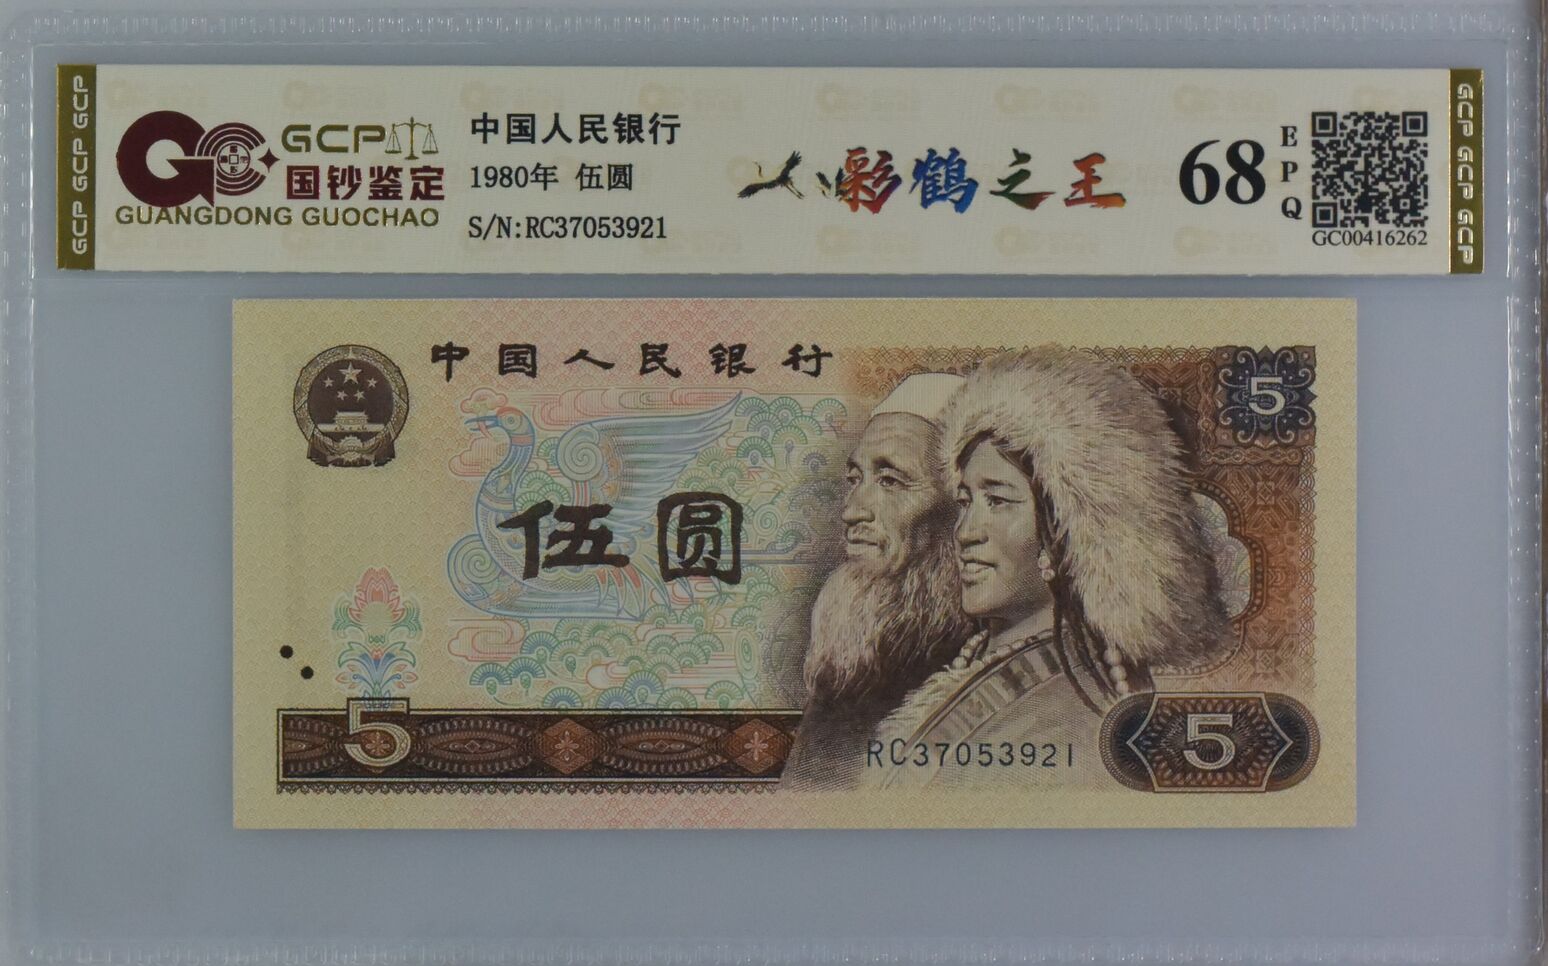 GCP GCP GCP
GCP
国钞鉴定
GUANGDONG GUOCHAO
中国人民银行
1980年 伍圆
S/N:RC37053921
彩鹤之王
68
EPQ
GC00416262
GCP GCP GCP
中国人民银行
5
伍圆
5
RC37053921
5